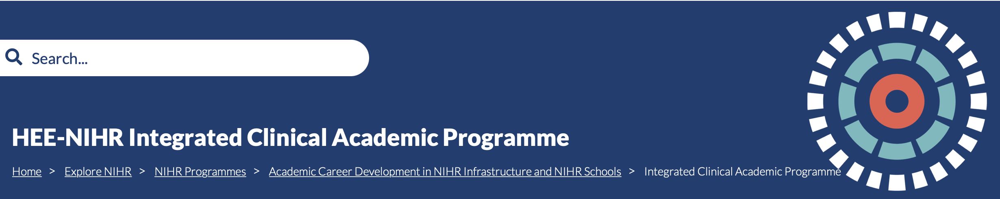 Search...
HEE-NIHR Integrated Clinical Academic Programme
Home > Explore NIHR > NIHR Programmes > Academic Career Development in NIHR Infrastructure and NIHR Schools > Integrated Clinical Academic Programme